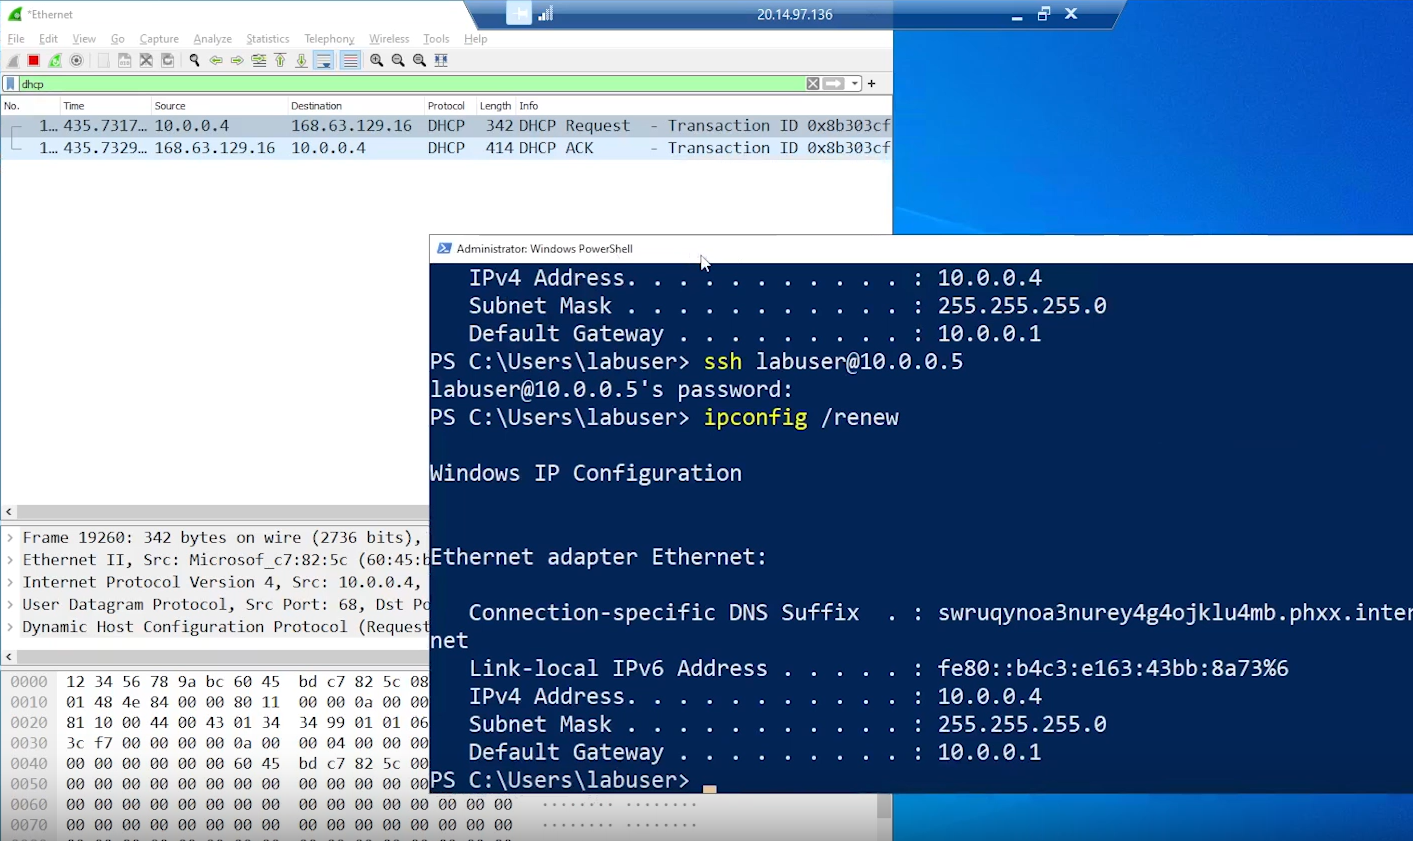 *Ethernet
20.14.97.136
File Edit View Go Capture Analyze Statistics Telephony Wireless Tools Help
dhcp
No. Time Source Destination Protocol Length Info
1… 435.7317… 10.0.0.4 168.63.129.16 DHCP 342 DHCP Request - Transaction ID 0x8b303cf
1… 435.7329… 168.63.129.16 10.0.0.4 DHCP 414 DHCP ACK - Transaction ID 0x8b303cf
Administrator: Windows PowerShell
IPv4 Address. . . . . . . . . . . : 10.0.0.4
Subnet Mask . . . . . . . . . . . : 255.255.255.0
Default Gateway . . . . . . . . . : 10.0.0.1
PS C:\Users\labuser> ssh labuser@10.0.0.5
labuser@10.0.0.5's password:
PS C:\Users\labuser> ipconfig /renew
Windows IP Configuration
Ethernet adapter Ethernet:
Connection-specific DNS Suffix . : swruqynoa3nurey4g4ojklu4mb.phxx.inter
net
Link-local IPv6 Address . . . . . : fe80::b4c3:e163:43bb:8a73%6
IPv4 Address. . . . . . . . . . . : 10.0.0.4
Subnet Mask . . . . . . . . . . . : 255.255.255.0
Default Gateway . . . . . . . . . : 10.0.0.1
PS C:\Users\labuser>
Frame 19260: 342 bytes on wire (2736 bits),
Ethernet II, Src: Microsof_c7:82:5c (60:45:b
Internet Protocol Version 4, Src: 10.0.0.4,
User Datagram Protocol, Src Port: 68, Dst Po
Dynamic Host Configuration Protocol (Request
0000 12 34 56 78 9a bc 60 45 bd c7 82 5c 08
0010 01 48 4e 84 00 00 80 11 00 00 0a 00 00
0020 81 10 00 44 00 43 01 34 34 99 01 01 06
0030 3c f7 00 00 00 00 0a 00 00 04 00 00 00
0040 00 00 00 00 00 00 60 45 bd c7 82 5c 00
0050 00 00 00 00 00 00 00 00 00 00 00 00 00
0060 00 00 00 00 00 00 00 00 00 00 00 00 00 00 00 00 ········ ········
0070 00 00 00 00 00 00 00 00 00 00 00 00 00 00 00 00 ········ ········